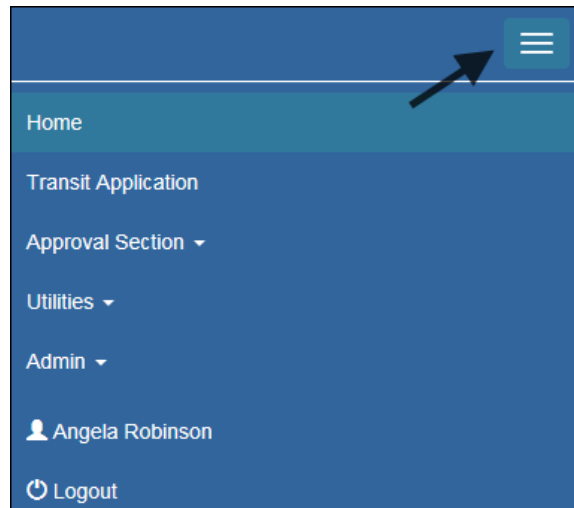 Home
Transit Application
Approval Section
Utilities
Admin
Angela Robinson
Logout